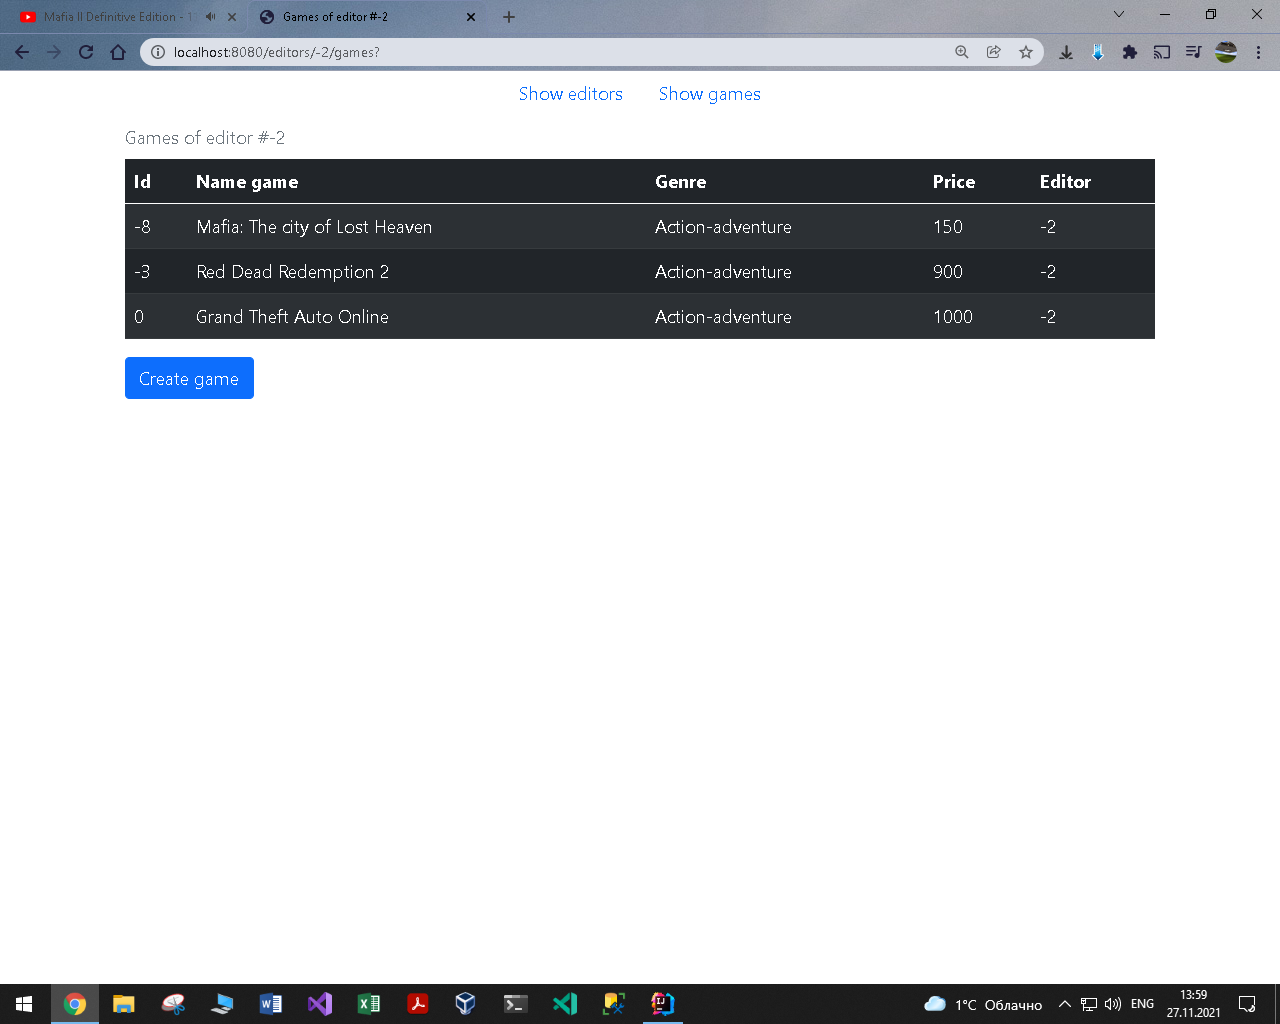 Mafia II Definitive Edition - 1
Games of editor #-2
localhost:8080/editors/-2/games?
Show editors Show games
Games of editor #-2
Id Name game Genre Price Editor
-8 Mafia: The city of Lost Heaven Action-adventure 150 -2
-3 Red Dead Redemption 2 Action-adventure 900 -2
0 Grand Theft Auto Online Action-adventure 1000 -2
Create game
1°C Облачно ENG 13:59
27.11.2021